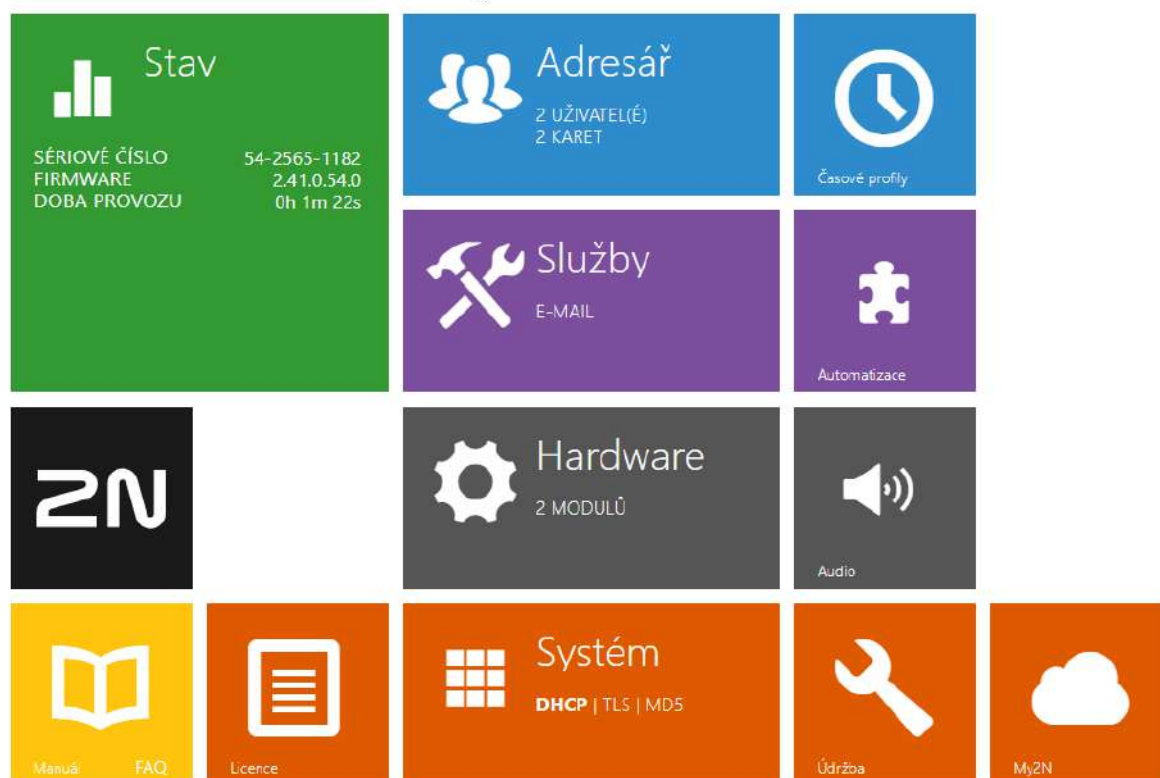 Stav
SÉRIOVÉ ČÍSLO 54-2565-1182
FIRMWARE 2.41.0.54.0
DOBA PROVOZU 0h 1m 22s
Adresář
2 UŽIVATEL(É)
2 KARET
Časové profily
Služby
E-MAIL
Automatizace
2N
Hardware
2 MODULŮ
Audio
Manuál FAQ
Licence
Systém
DHCP | TLS | MD5
Údržba
My2N